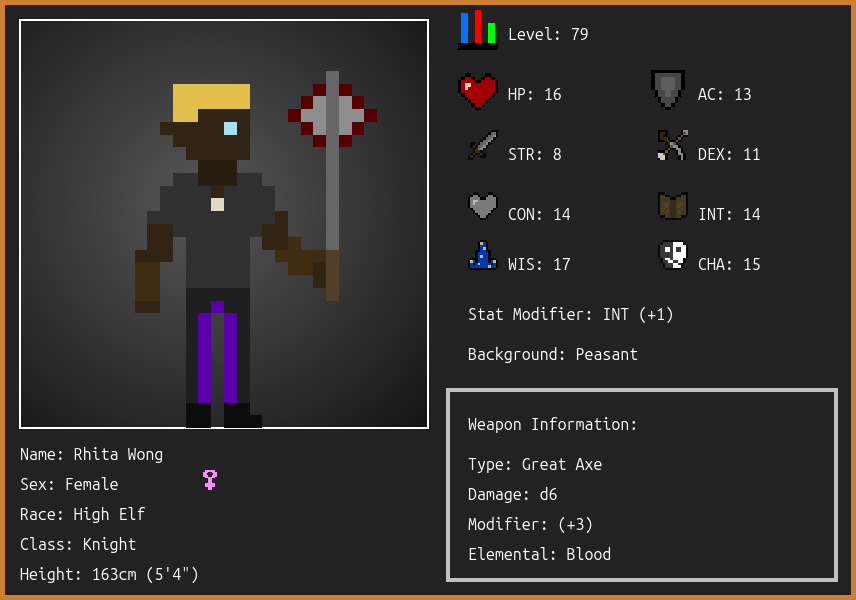 Level: 79
HP: 16
AC: 13
STR: 8
DEX: 11
CON: 14
INT: 14
WIS: 17
CHA: 15
Stat Modifier: INT (+1)
Background: Peasant
Weapon Information:
Type: Great Axe
Damage: d6
Modifier: (+3)
Elemental: Blood
Name: Rhita Wong
Sex: Female
Race: High Elf
Class: Knight
Height: 163cm (5'4")